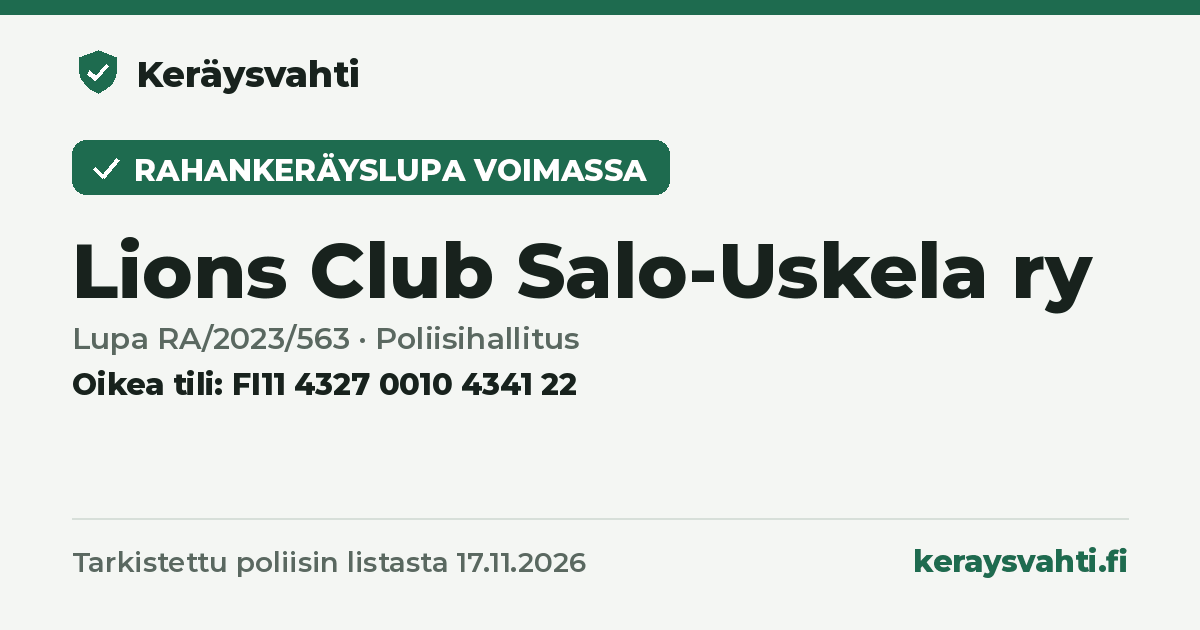 Keräysvahti
RAHANKERÄYSLUPA VOIMASSA
Lions Club Salo-Uskela ry
Lupa RA/2023/563 · Poliisihallitus
Oikea tili: FI11 4327 0010 4341 22
Tarkistettu poliisin listasta 17.11.2026
keraysvahti.fi